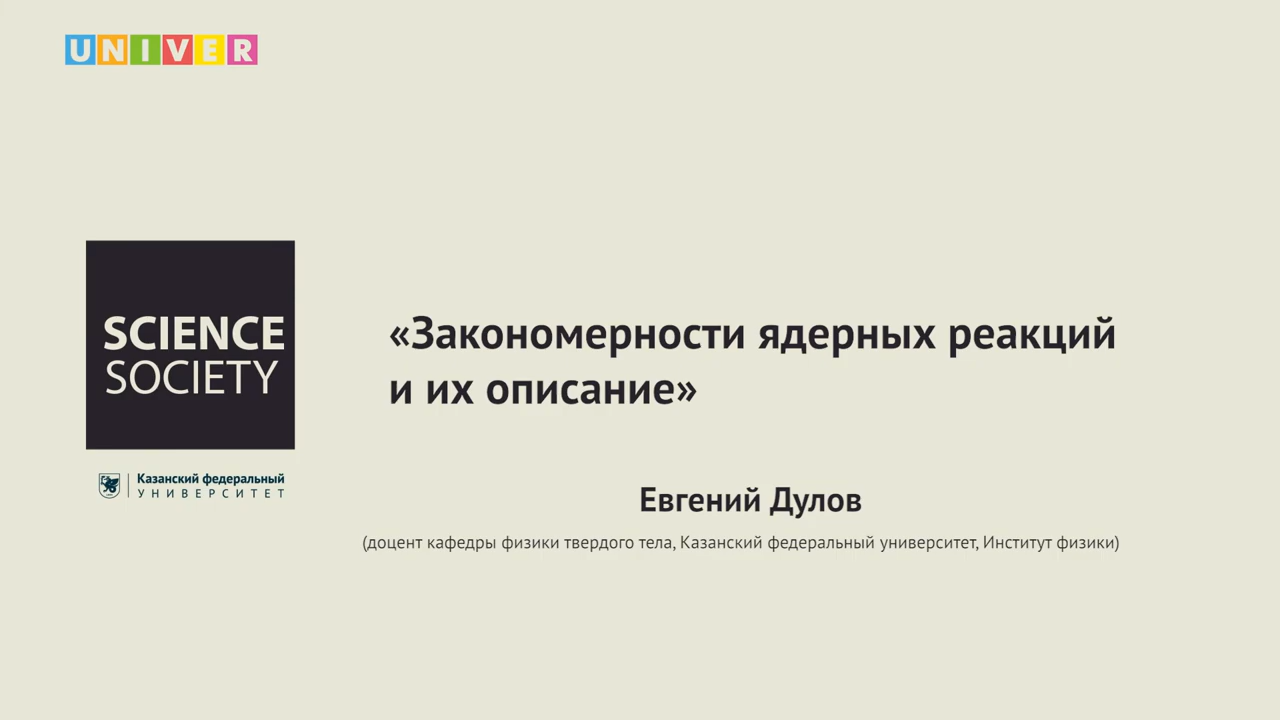 UNIVER
SCIENCE
SOCIETY
Казанский федеральный
УНИВЕРСИТЕТ
«Закономерности ядерных реакций
и их описание»
Евгений Дулов
(доцент кафедры физики твердого тела, Казанский федеральный университет, Институт физики)